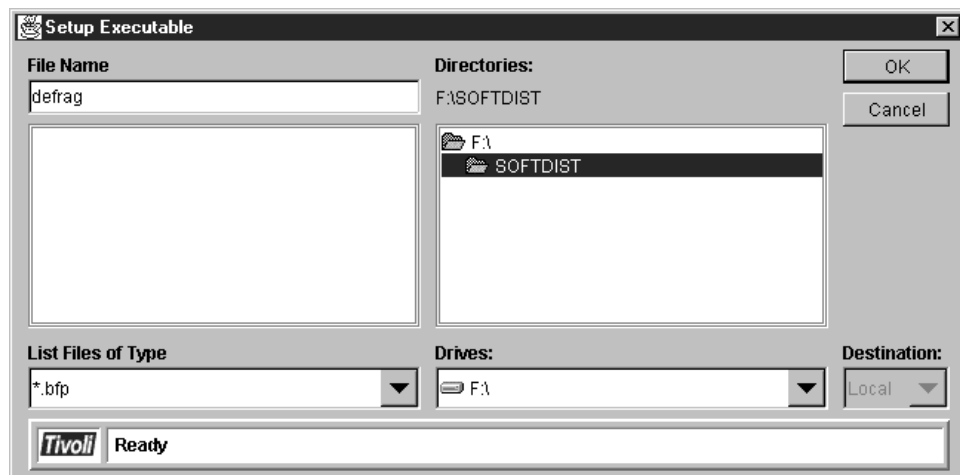 Setup Executable
File Name
Directories:
OK
defrag
F:\SOFTDIST
Cancel
F:\
SOFTDIST
List Files of Type
Drives:
Destination:
*.bfp
F:\
Local
Tivoli Ready